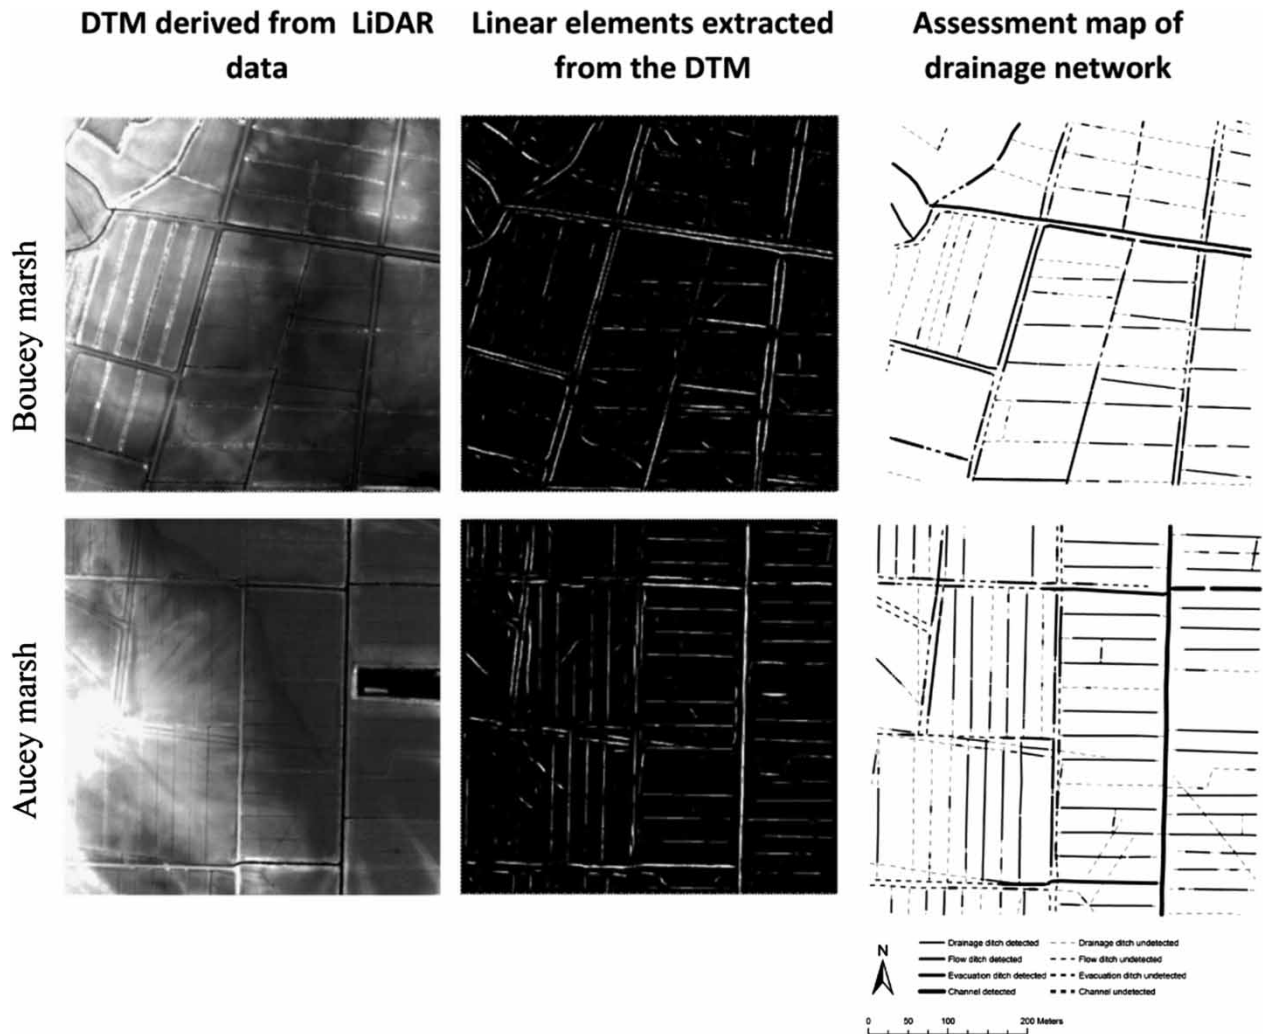 DTM derived from LiDAR
data
Linear elements extracted
from the DTM
Assessment map of
drainage network
Boucey marsh
Aucey marsh
N
Drainage ditch detected
Flow ditch detected
Evacuation ditch detected
Channel detected
Drainage ditch undetected
Flow ditch undetected
Evacuation ditch undetected
Channel undetected
0 50 100 200 Meters